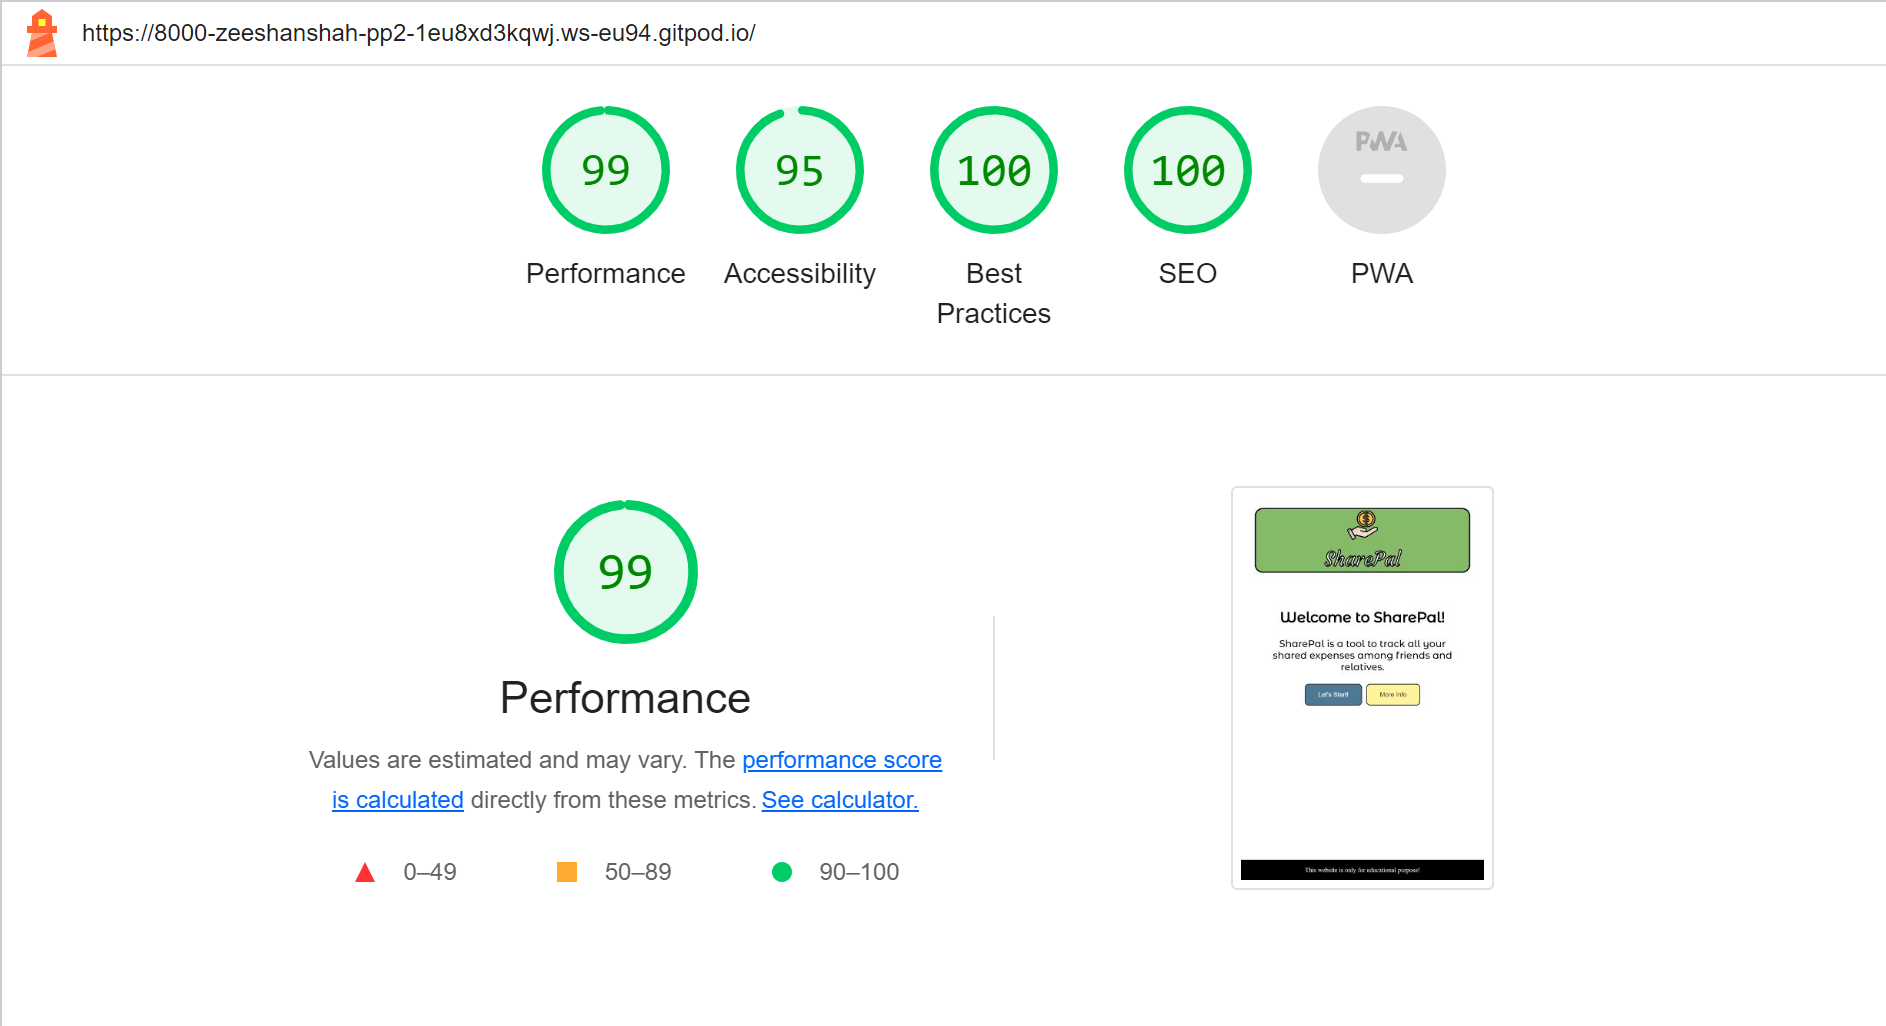 https://8000-zeeshanshah-pp2-1eu8xd3kqwj.ws-eu94.gitpod.io/
99
95
100
100
PWA
Performance
Accessibility
Best
Practices
SEO
PWA
99
Performance
Values are estimated and may vary. The performance score
is calculated directly from these metrics. See calculator.
0–49
50–89
90–100
$
SharePal
Welcome to SharePal!
SharePal is a tool to track all your
shared expenses among friends and
relatives.
Let's Start!
More Info
This website is only for educational purpose!